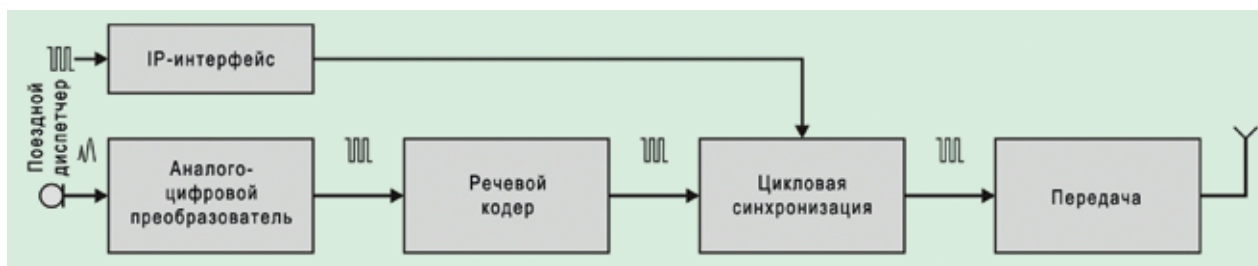 IP-интерфейс
Поездной
диспетчер
Аналого-
цифровой
преобразователь
Речевой
кодер
Цикловая
синхронизация
Передача